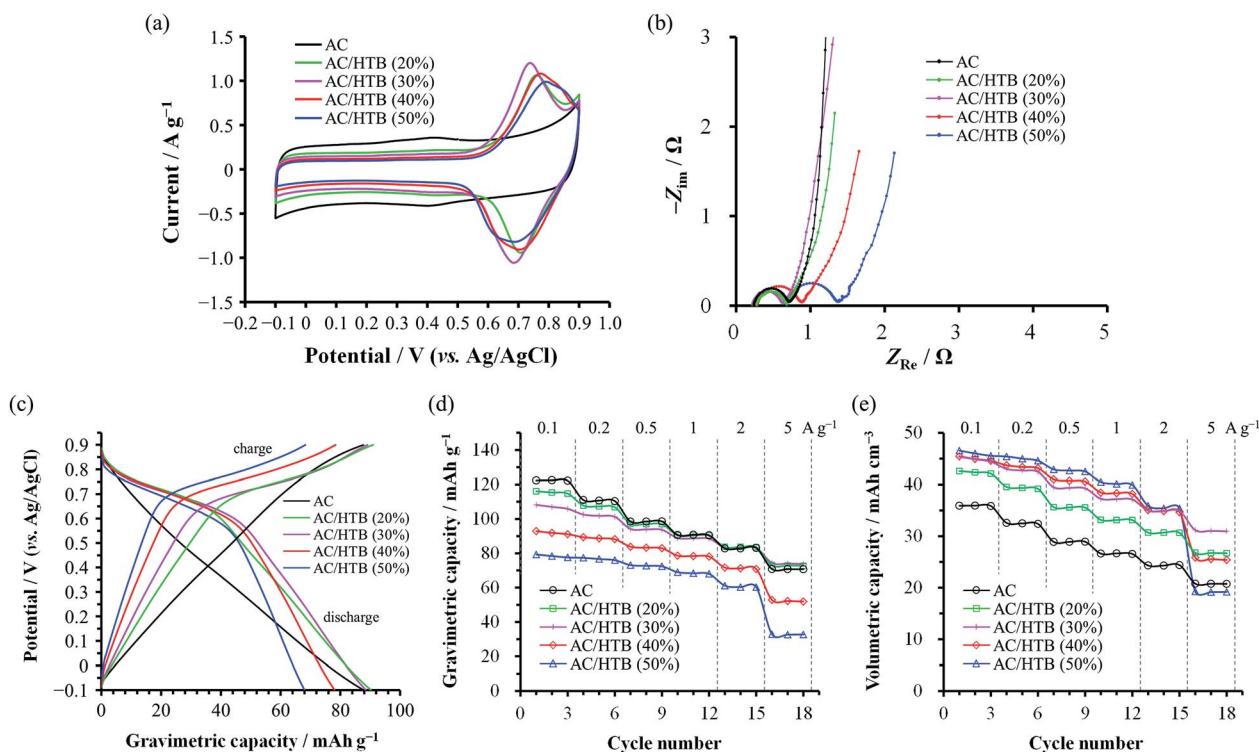 (a)
AC
AC/HTB (20%)
AC/HTB (30%)
AC/HTB (40%)
AC/HTB (50%)
Current / A g⁻¹
1.5
1.0
0.5
0
−0.5
−1.0
1.5
−0.2 −0.1 0 0.1 0.2 0.3 0.4 0.5 0.6 0.7 0.8 0.9 1.0
Potential / V (vs. Ag/AgCl)
(b)
AC
AC/HTB (20%)
AC/HTB (30%)
AC/HTB (40%)
AC/HTB (50%)
−Zim / Ω
3
2
1
0
0 1 2 3 4 5
ZRe / Ω
(c)
charge
AC
AC/HTB (20%)
AC/HTB (30%)
AC/HTB (40%)
AC/HTB (50%)
discharge
Potential / V (vs. Ag/AgCl)
0.9
0.8
0.7
0.6
0.5
0.4
0.3
0.2
0.1
0
−0.1
0 20 40 60 80 100
Gravimetric capacity / mAh g⁻¹
(d)
0.1 0.2 0.5 1 2 5 A g⁻¹
Gravimetric capacity / mAh g⁻¹
140
120
100
80
60
40
20
0
AC
AC/HTB (20%)
AC/HTB (30%)
AC/HTB (40%)
AC/HTB (50%)
0 3 6 9 12 15 18
Cycle number
(e)
0.1 0.2 0.5 1 2 5 A g⁻¹
Volumetric capacity / mAh cm⁻³
50
40
30
20
10
0
AC
AC/HTB (20%)
AC/HTB (30%)
AC/HTB (40%)
AC/HTB (50%)
0 3 6 9 12 15 18
Cycle number